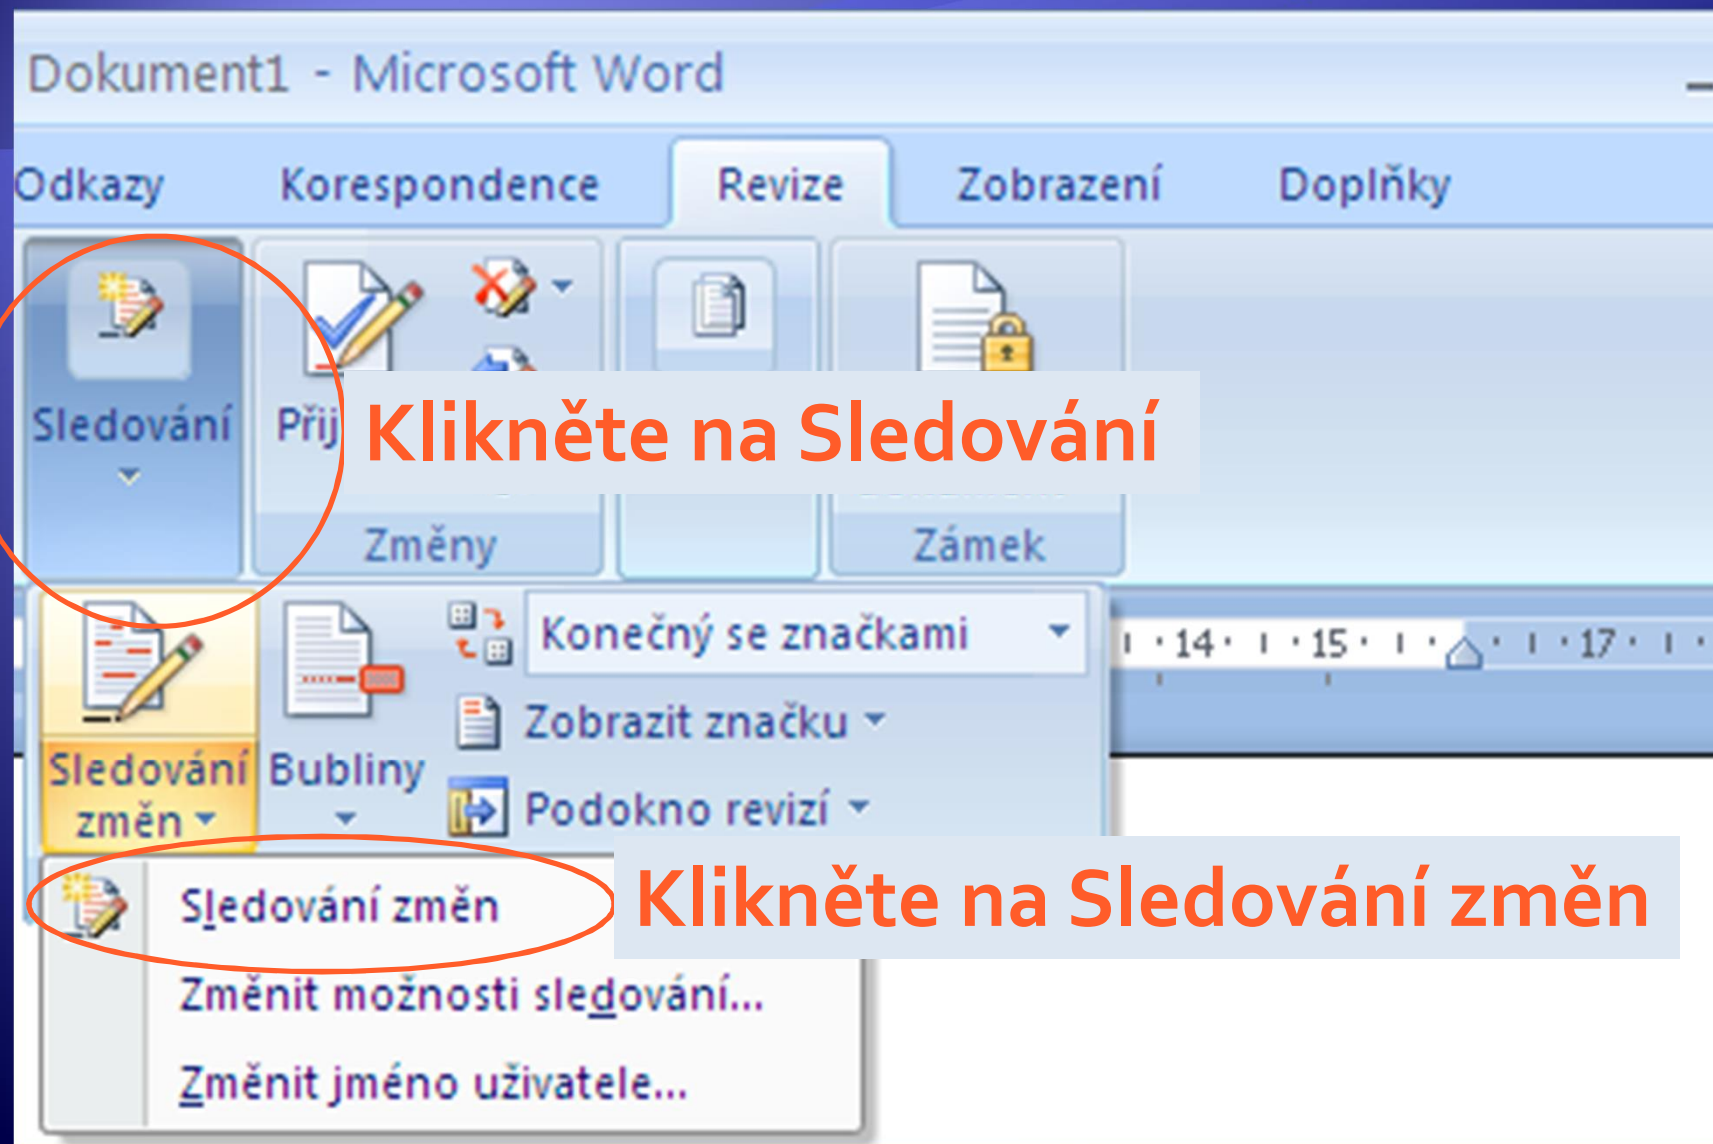 Dokument1 - Microsoft Word
Odkazy Korespondence Revize Zobrazení Doplňky
Sledování
Klikněte na Sledování
Změny Zámek
Konečný se značkami
14 15 17
Zobrazit značku
Sledování změn
Bubliny
Podokno revizí
Sledování změn
Klikněte na Sledování změn
Změnit možnosti sledování...
Změnit jméno uživatele...